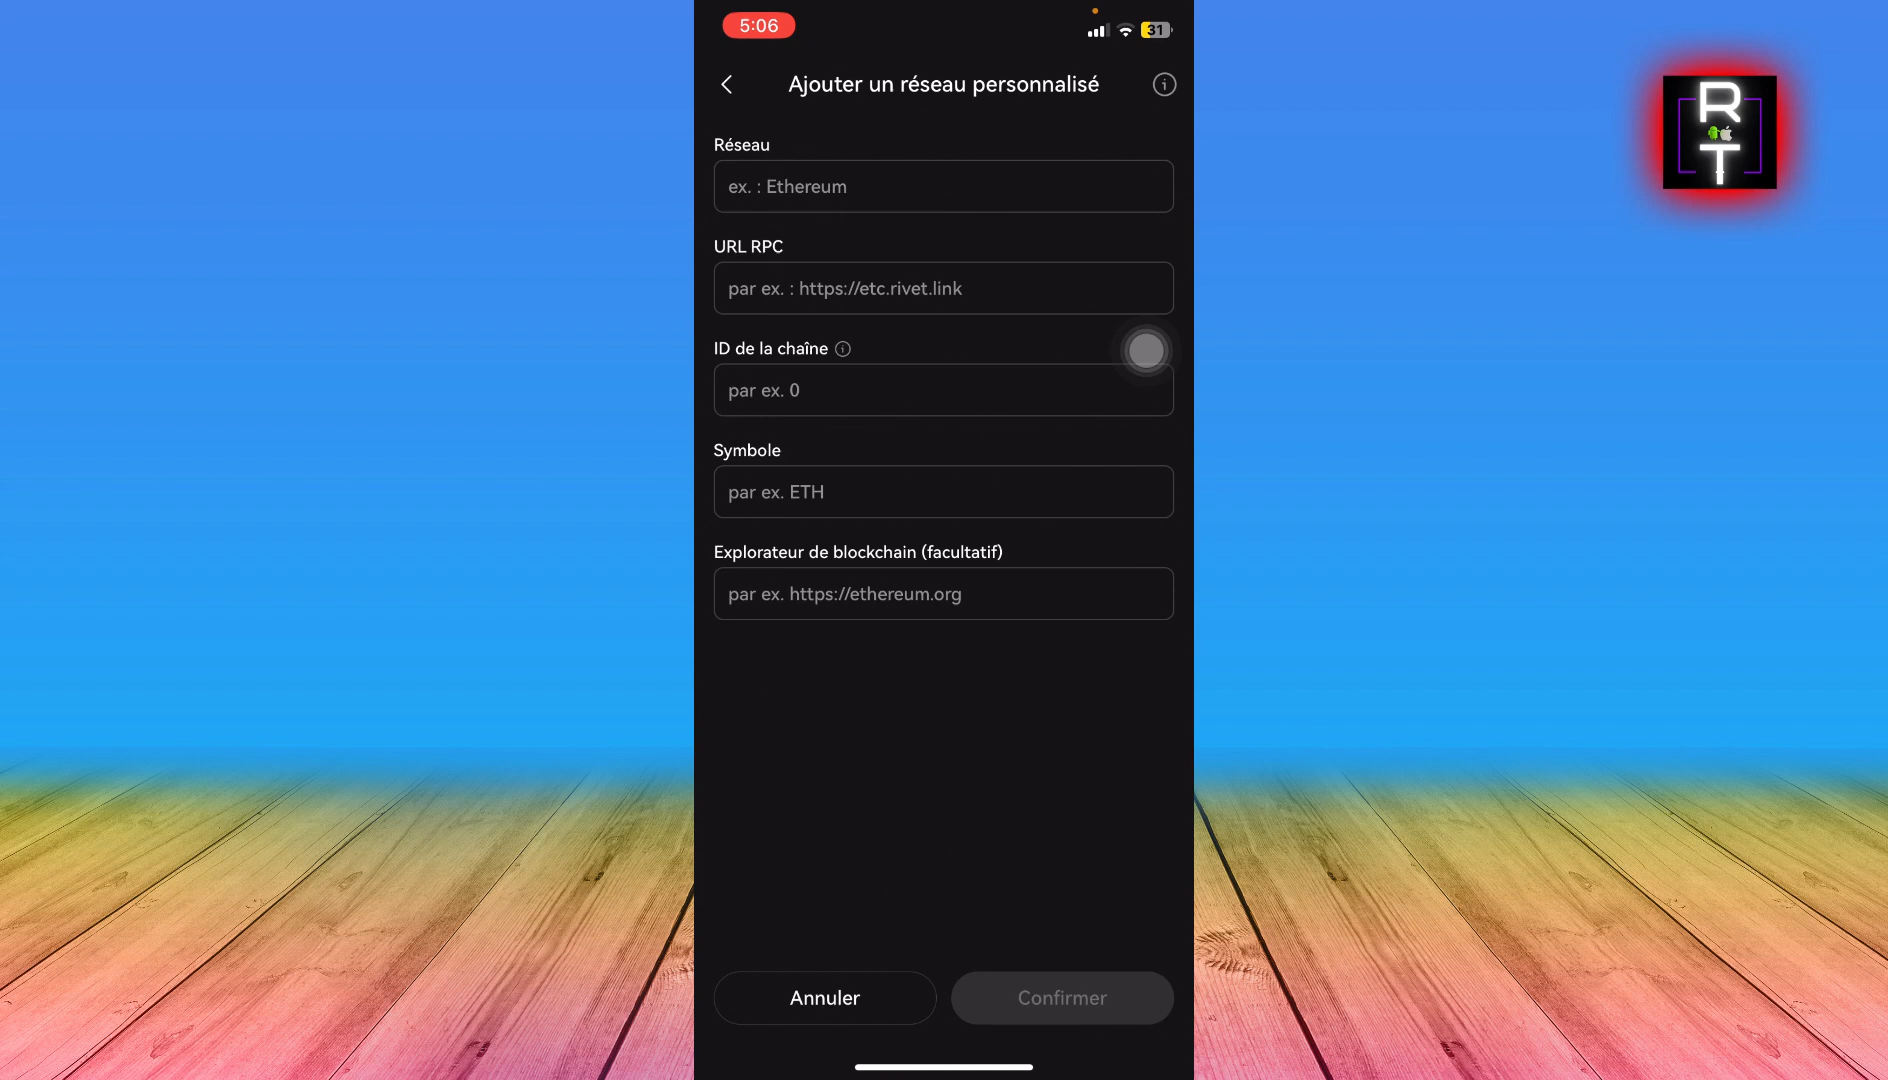 5:06
31
Ajouter un réseau personnalisé
Réseau
ex. : Ethereum
URL RPC
par ex. : https://etc.rivet.link
ID de la chaîne
par ex. 0
Symbole
par ex. ETH
Explorateur de blockchain (facultatif)
par ex. https://ethereum.org
Annuler
Confirmer
R
T